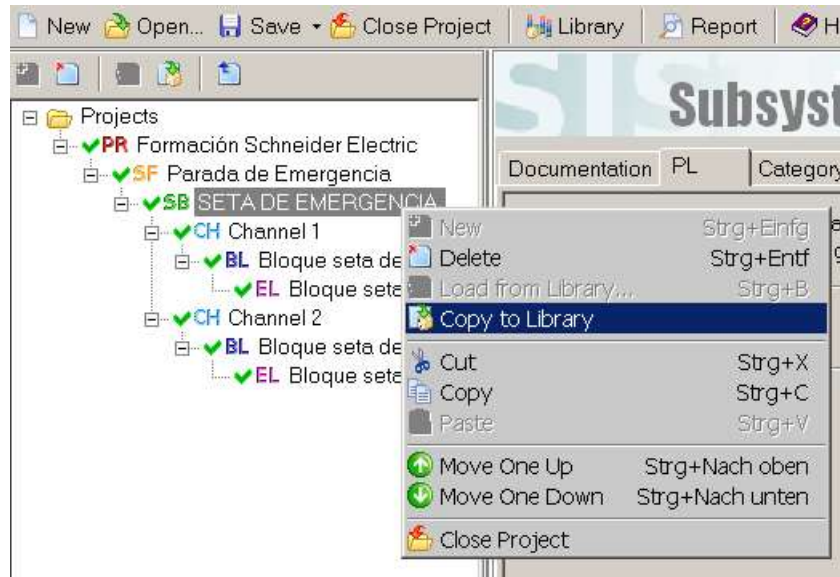 New Open... Save Close Project Library Report H
SIS Subsyst
Projects
PR Formación Schneider Electric
SF Parada de Emergencia
SB SETA DE EMERGENCIA
CH Channel 1
BL Bloque seta de
EL Bloque seta
CH Channel 2
BL Bloque seta de
EL Bloque seta
Documentation PL Category
New Strg+Einfg
Delete Strg+Entf
Load from Library... Strg+B
Copy to Library
Cut Strg+X
Copy Strg+C
Paste Strg+V
Move One Up Strg+Nach oben
Move One Down Strg+Nach unten
Close Project